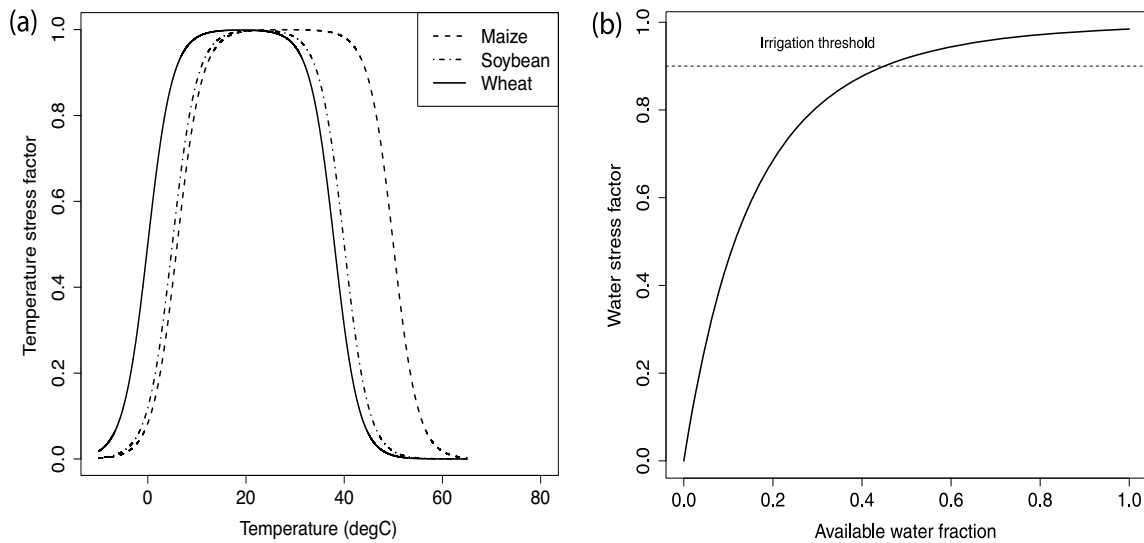 (a)
Maize
Soybean
Wheat
Temperature stress factor
0.0
0.2
0.4
0.6
0.8
1.0
0
20
40
60
80
Temperature (degC)
(b)
Irrigation threshold
Water stress factor
0.0
0.2
0.4
0.6
0.8
1.0
0.0
0.2
0.4
0.6
0.8
1.0
Available water fraction